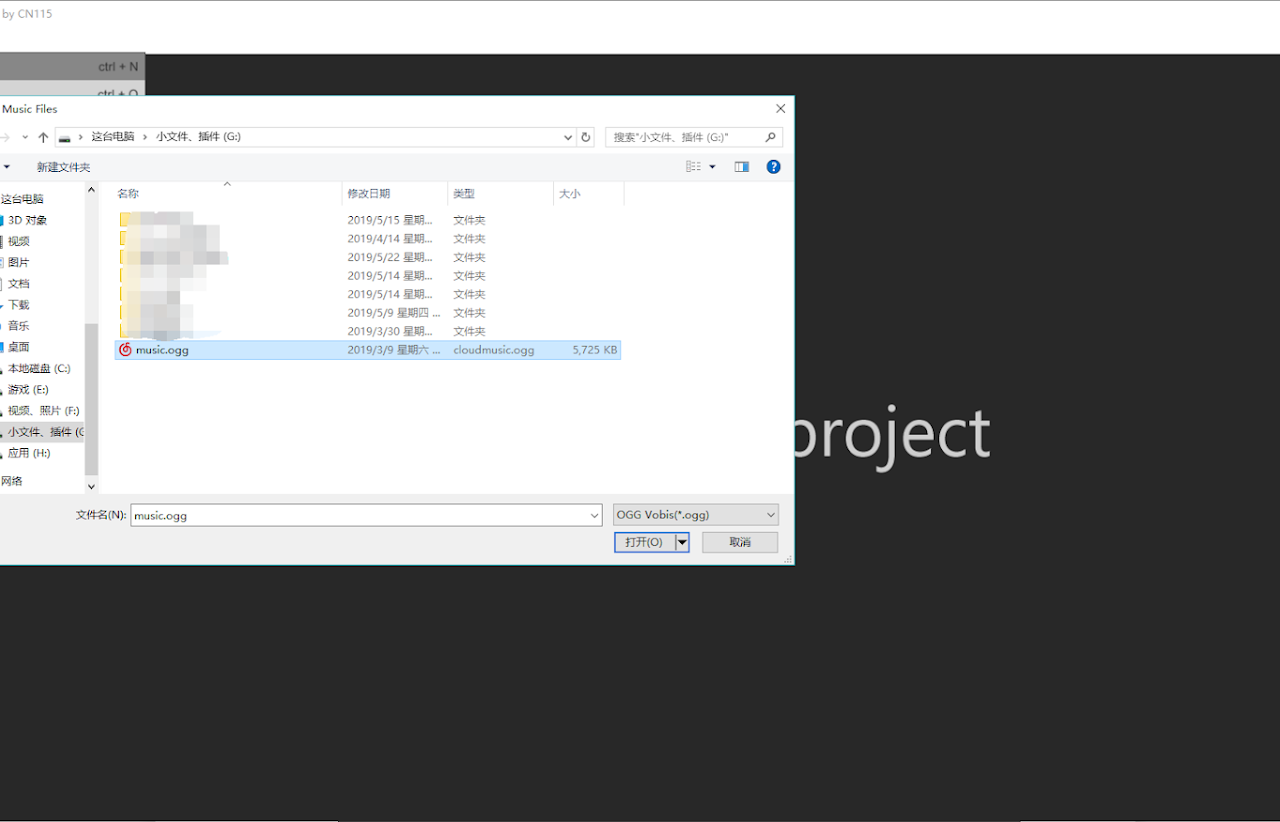 by CN115
ctrl + N
ctrl + O
Music Files
这台电脑 › 小文件、插件 (G:)
搜索"小文件、插件 (G:)"
新建文件夹
名称 修改日期 类型 大小
这台电脑
3D 对象
视频
图片
文档
下载
音乐
桌面
本地磁盘 (C:)
游戏 (E:)
视频、照片 (F:)
小文件、插件 (G
应用 (H:)
网络
2019/5/15 星期... 文件夹
2019/4/14 星期... 文件夹
2019/5/22 星期... 文件夹
2019/5/14 星期... 文件夹
2019/5/14 星期... 文件夹
2019/5/9 星期四 ... 文件夹
2019/3/30 星期... 文件夹
music.ogg 2019/3/9 星期六 ... cloudmusic.ogg 5,725 KB
project
文件名(N): music.ogg
OGG Vobis(*.ogg)
打开(O) 取消